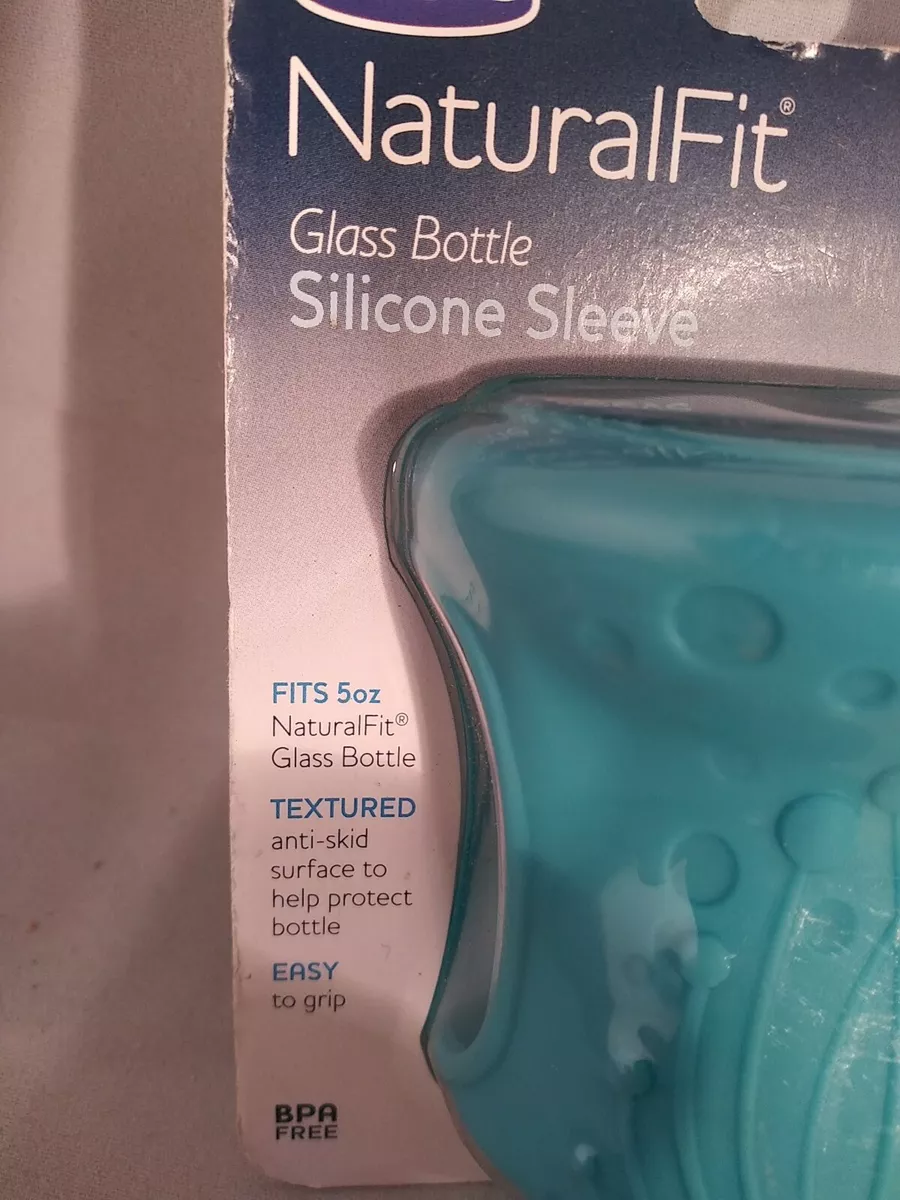 NaturalFit®
Glass Bottle
Silicone Sleeve
FITS 5oz
NaturalFit®
Glass Bottle
TEXTURED
anti-skid
surface to
help protect
bottle
EASY
to grip
BPA
FREE